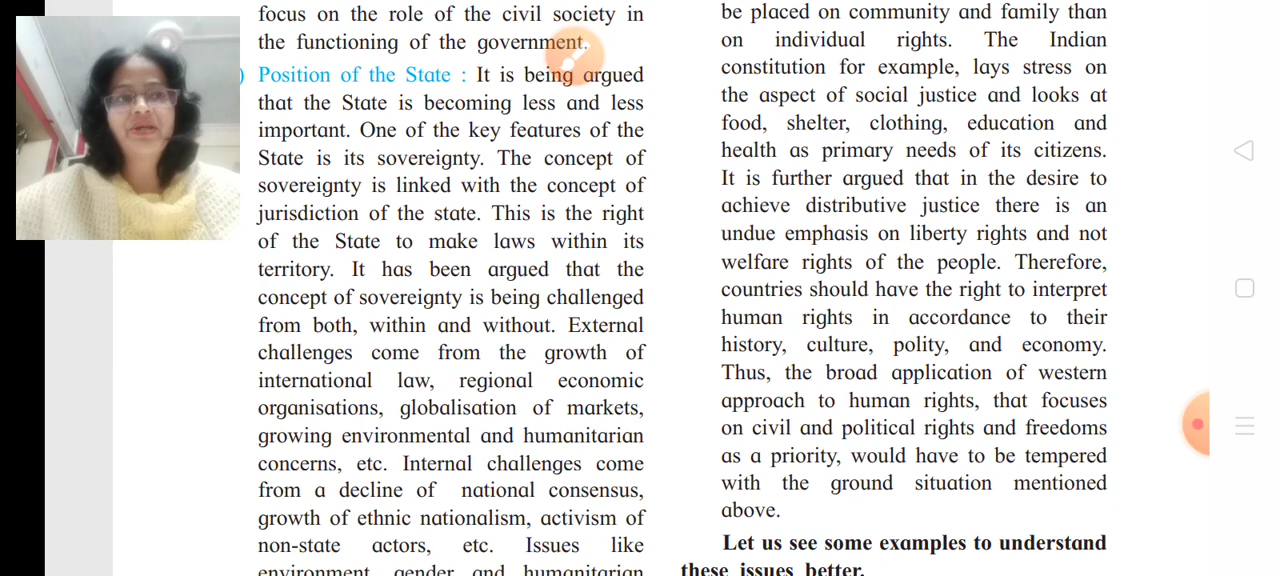 focus on the role of the civil society in
the functioning of the government.
) Position of the State : It is being argued
that the State is becoming less and less
important. One of the key features of the
State is its sovereignty. The concept of
sovereignty is linked with the concept of
jurisdiction of the state. This is the right
of the State to make laws within its
territory. It has been argued that the
concept of sovereignty is being challenged
from both, within and without. External
challenges come from the growth of
international law, regional economic
organisations, globalisation of markets,
growing environmental and humanitarian
concerns, etc. Internal challenges come
from a decline of national consensus,
growth of ethnic nationalism, activism of
non-state actors, etc. Issues like
environment, gender and humanitarian
be placed on community and family than
on individual rights. The Indian
constitution for example, lays stress on
the aspect of social justice and looks at
food, shelter, clothing, education and
health as primary needs of its citizens.
It is further argued that in the desire to
achieve distributive justice there is an
undue emphasis on liberty rights and not
welfare rights of the people. Therefore,
countries should have the right to interpret
human rights in accordance to their
history, culture, polity, and economy.
Thus, the broad application of western
approach to human rights, that focuses
on civil and political rights and freedoms
as a priority, would have to be tempered
with the ground situation mentioned
above.
Let us see some examples to understand
these issues better.